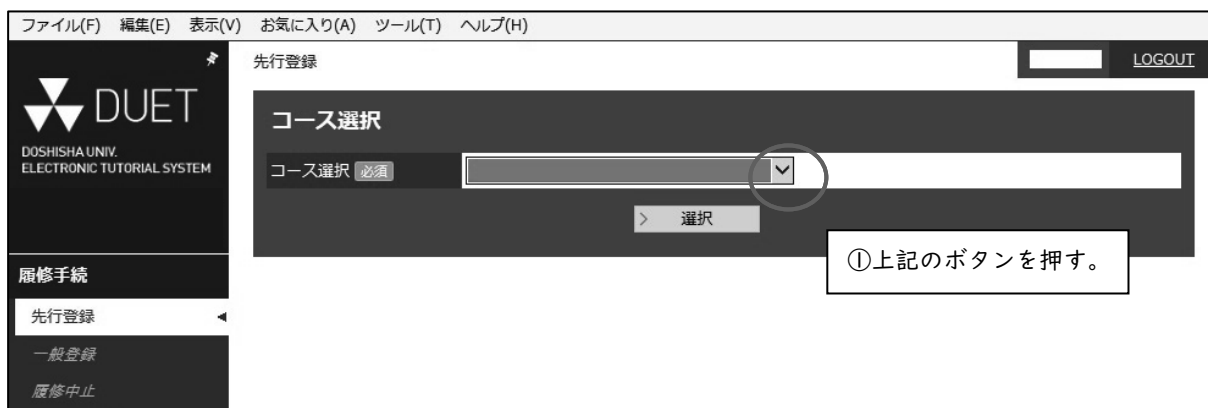 ファイル(F) 編集(E) 表示(V) お気に入り(A) ツール(T) ヘルプ(H)
先行登録
LOGOUT
DUET
DOSHISHA UNIV.
ELECTRONIC TUTORIAL SYSTEM
コース選択
コース選択 必須
選択
①上記のボタンを押す。
履修手続
先行登録
一般登録
履修中止